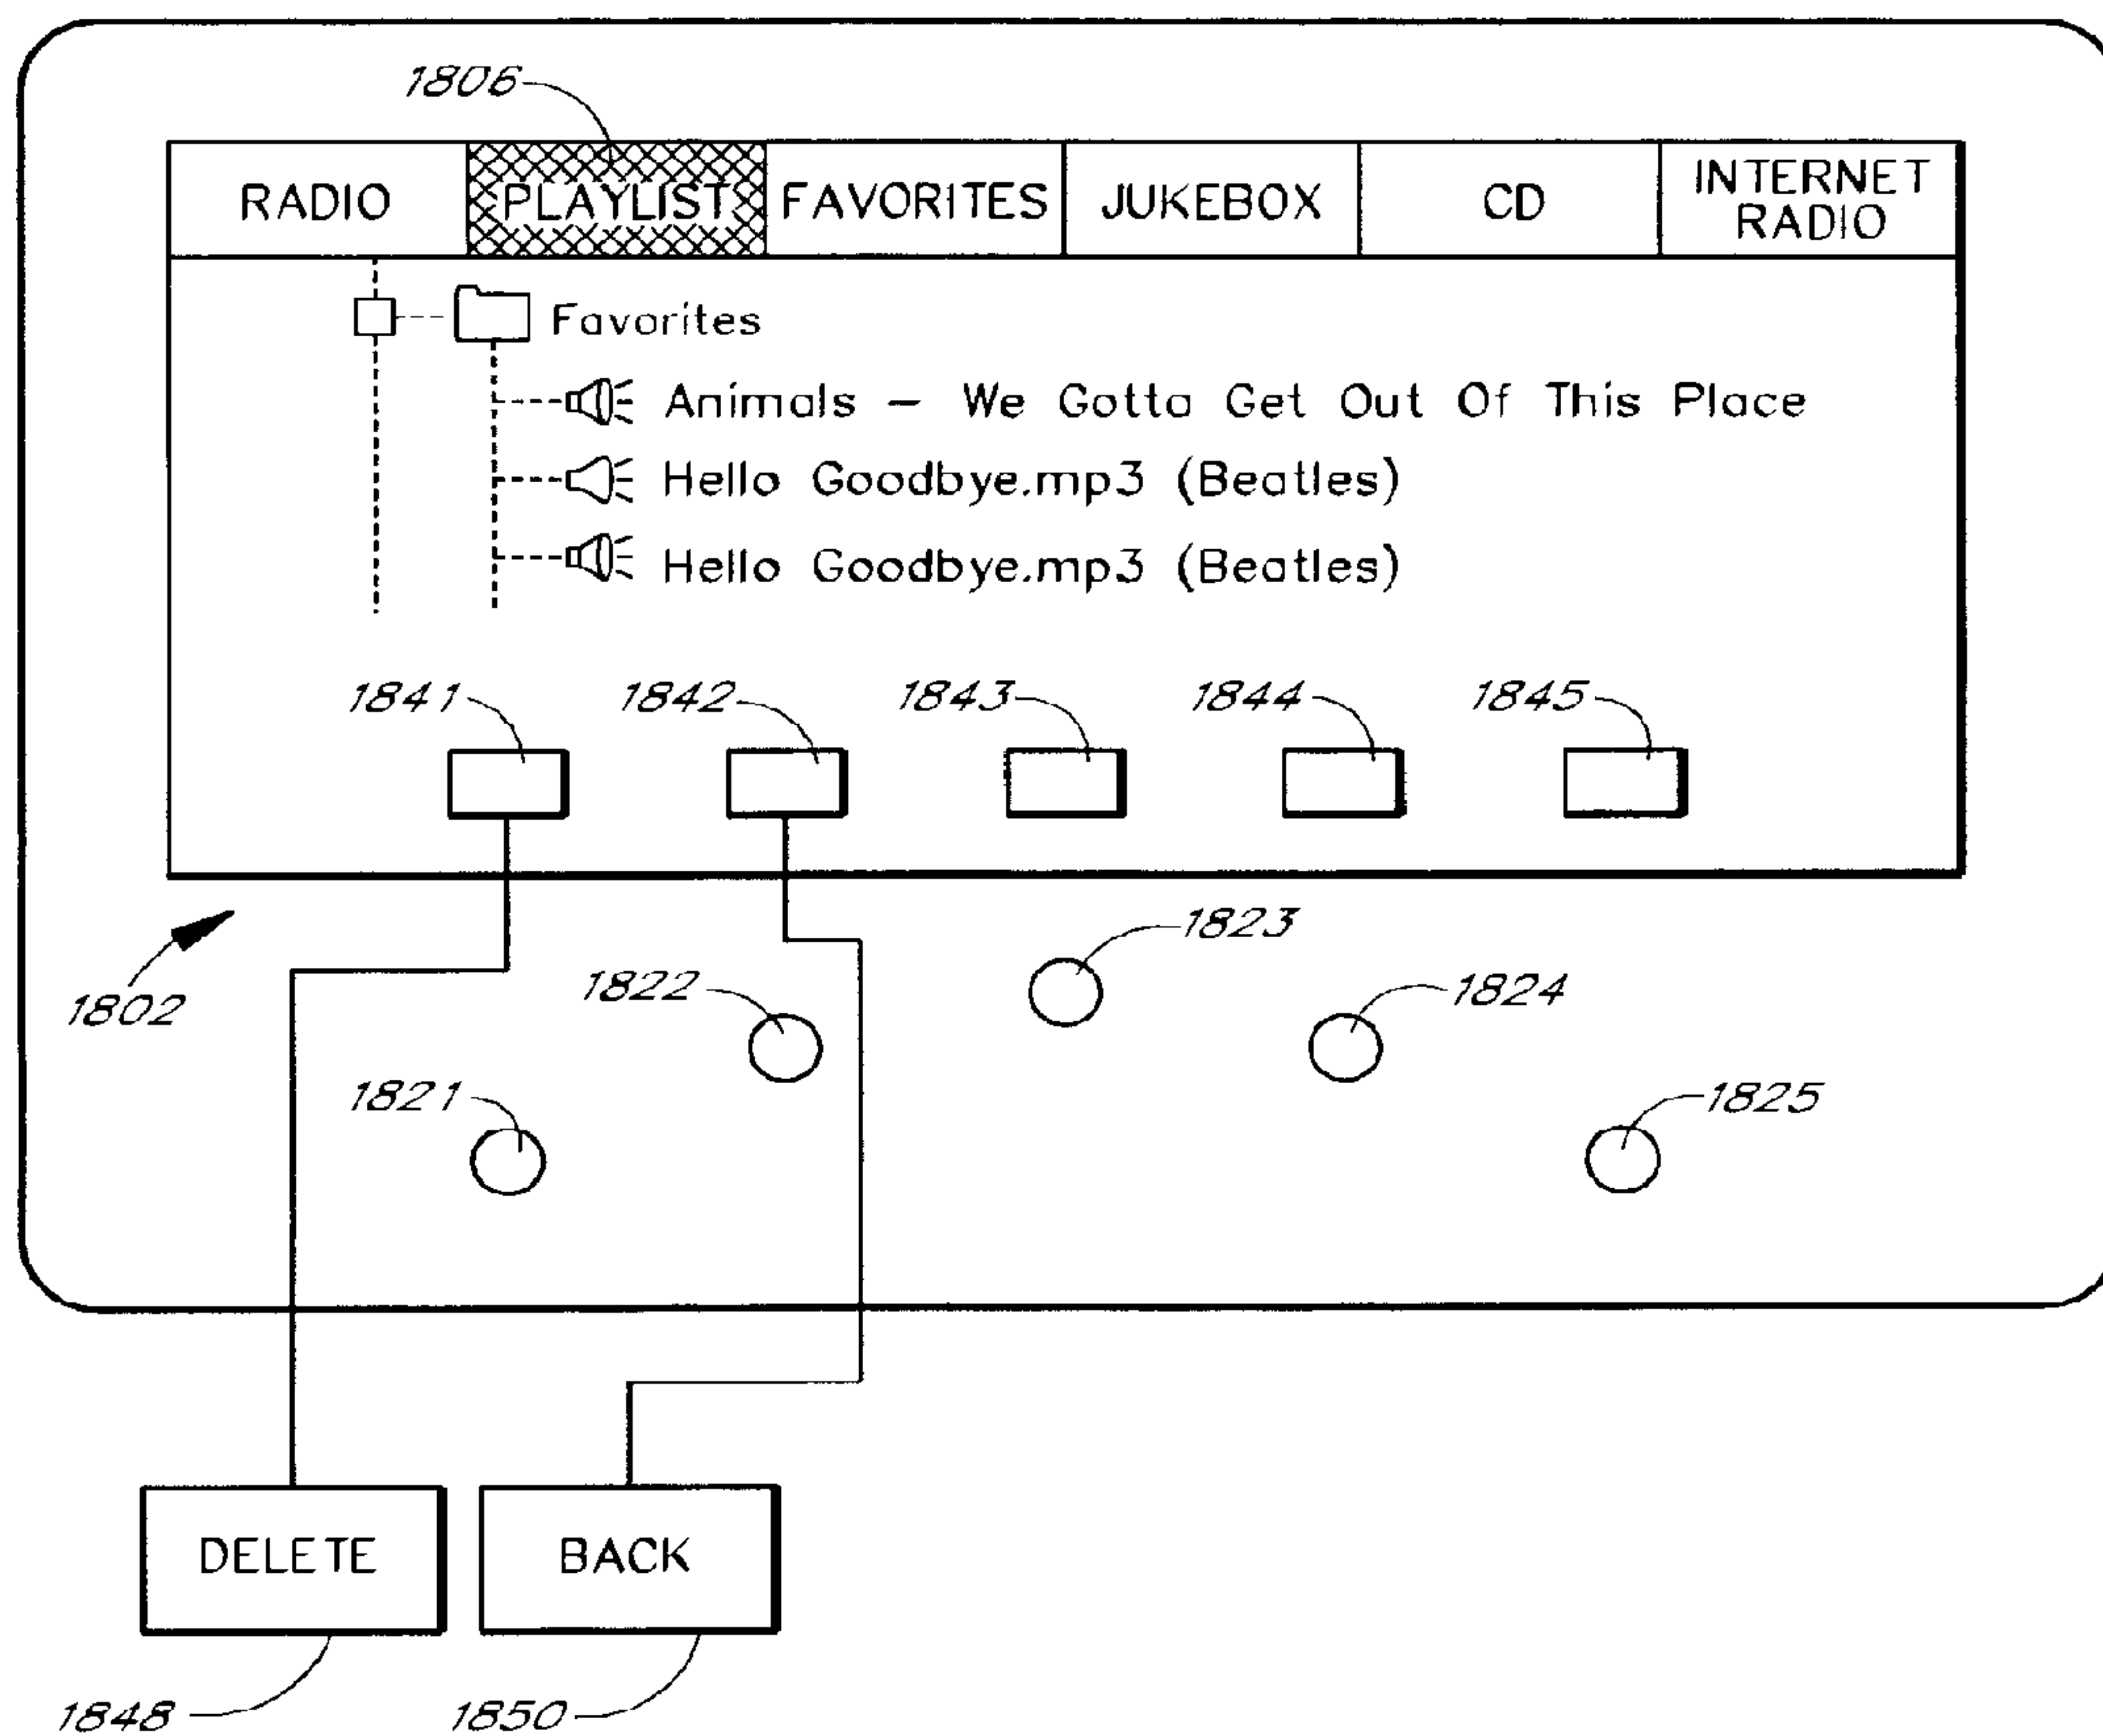 1806
RADIO PLAYLIST FAVORITES JUKEBOX CD INTERNET RADIO
Favorites
Animals – We Gotta Get Out Of This Place
Hello Goodbye.mp3 (Beatles)
Hello Goodbye.mp3 (Beatles)
1841 1842 1843 1844 1845
1823
1822 1824
1802
1821 1825
DELETE BACK
1848 1850